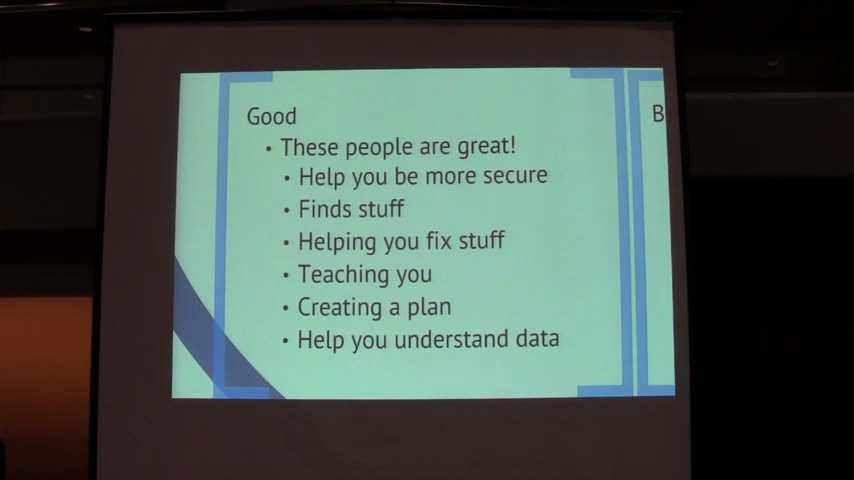 Good
• These people are great!
• Help you be more secure
• Finds stuff
• Helping you fix stuff
• Teaching you
• Creating a plan
• Help you understand data
B